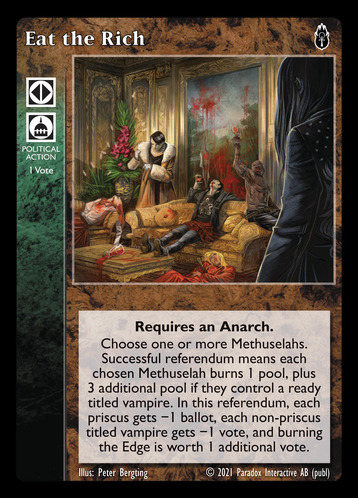 Eat the Rich
POLITICAL
ACTION
1 Vote
Requires an Anarch.
Choose one or more Methuselahs.
Successful referendum means each
chosen Methuselah burns 1 pool, plus
3 additional pool if they control a ready
titled vampire. In this referendum, each
priscus gets −1 ballot, each non-priscus
titled vampire gets −1 vote, and burning
the Edge is worth 1 additional vote.
Illus: Peter Bergting © 2021 Paradox Interactive AB (publ)